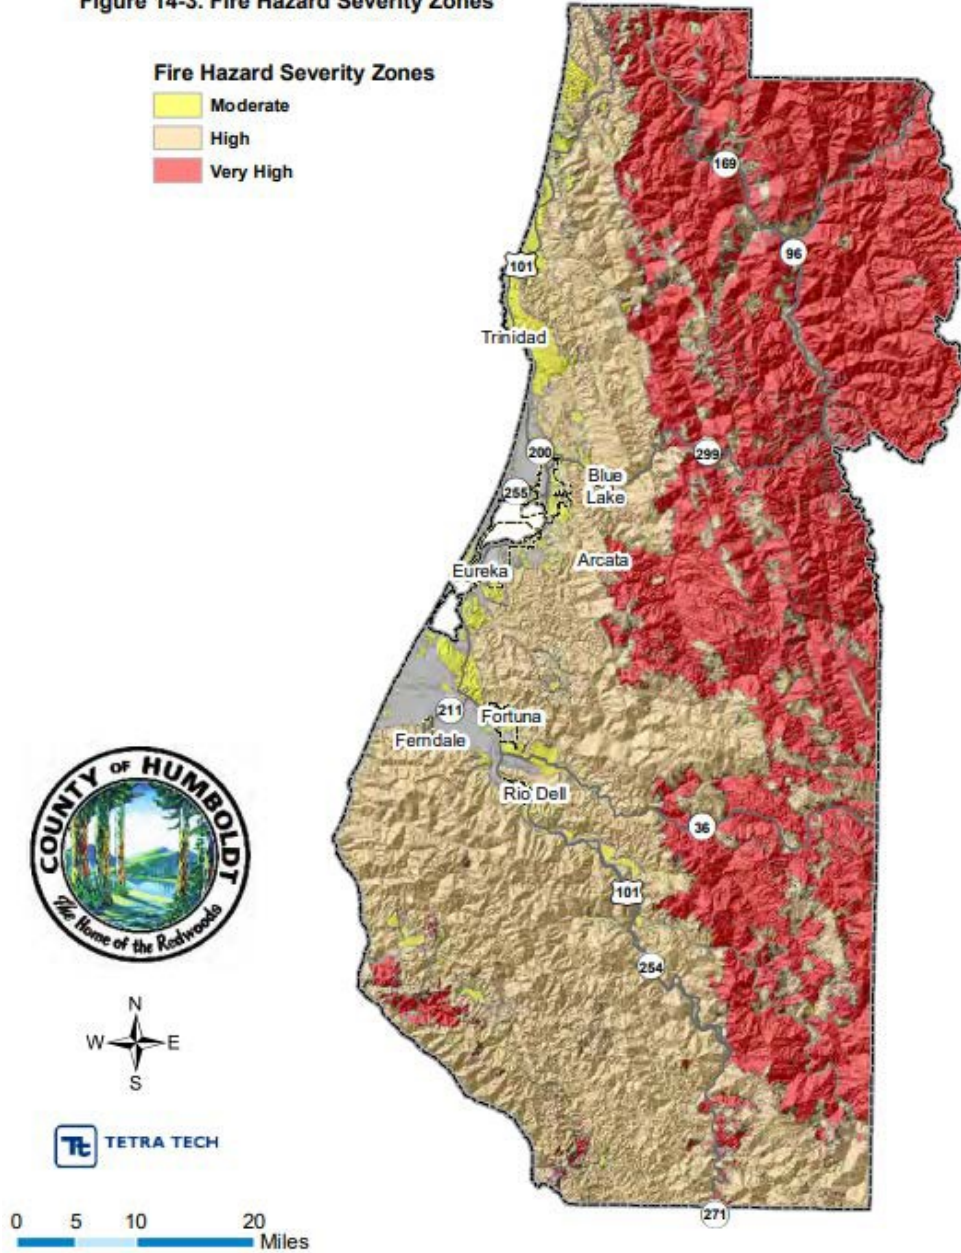 Figure 14-3. Fire Hazard Severity Zones
Fire Hazard Severity Zones
Moderate
High
Very High
169
96
101
Trinidad
299
200
Blue
Lake
255
Arcata
Eureka
211
Fortuna
Ferndale
Rio Dell
36
101
254
271
COUNTY OF HUMBOLDT
The Home of the Redwoods
N
W E
S
Tt TETRA TECH
0 5 10 20
Miles